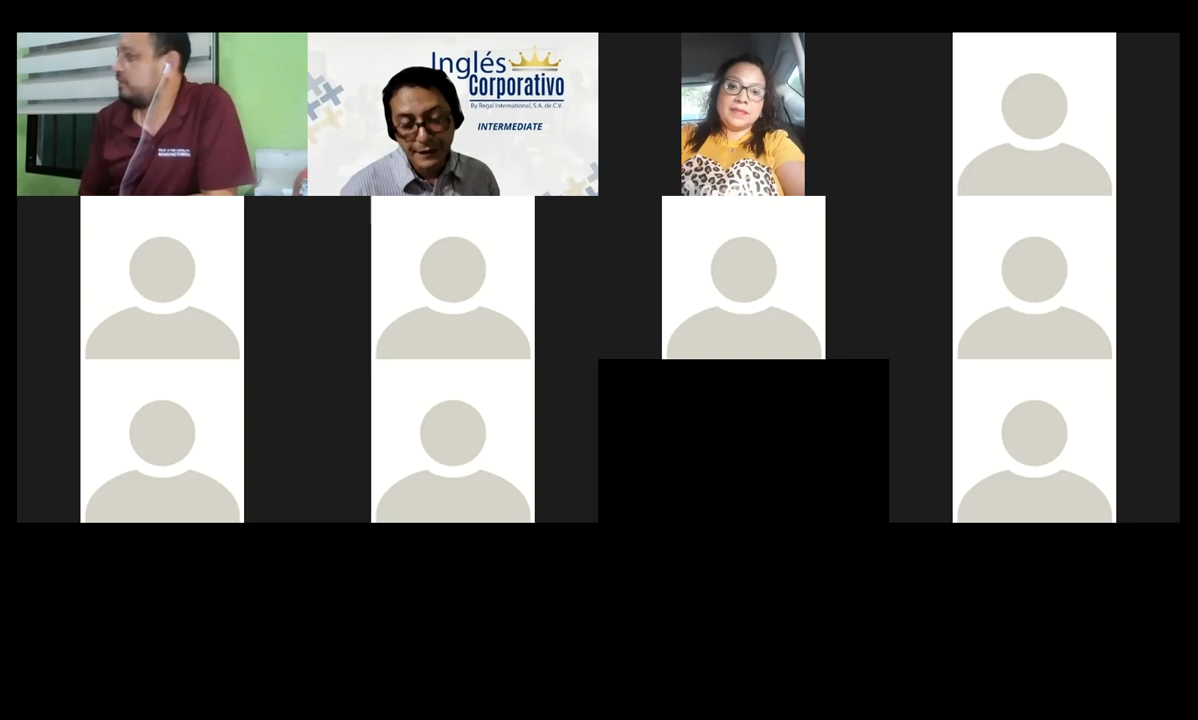 Inglés
Corporativo
By Regal International, S.A. de C.V.
INTERMEDIATE